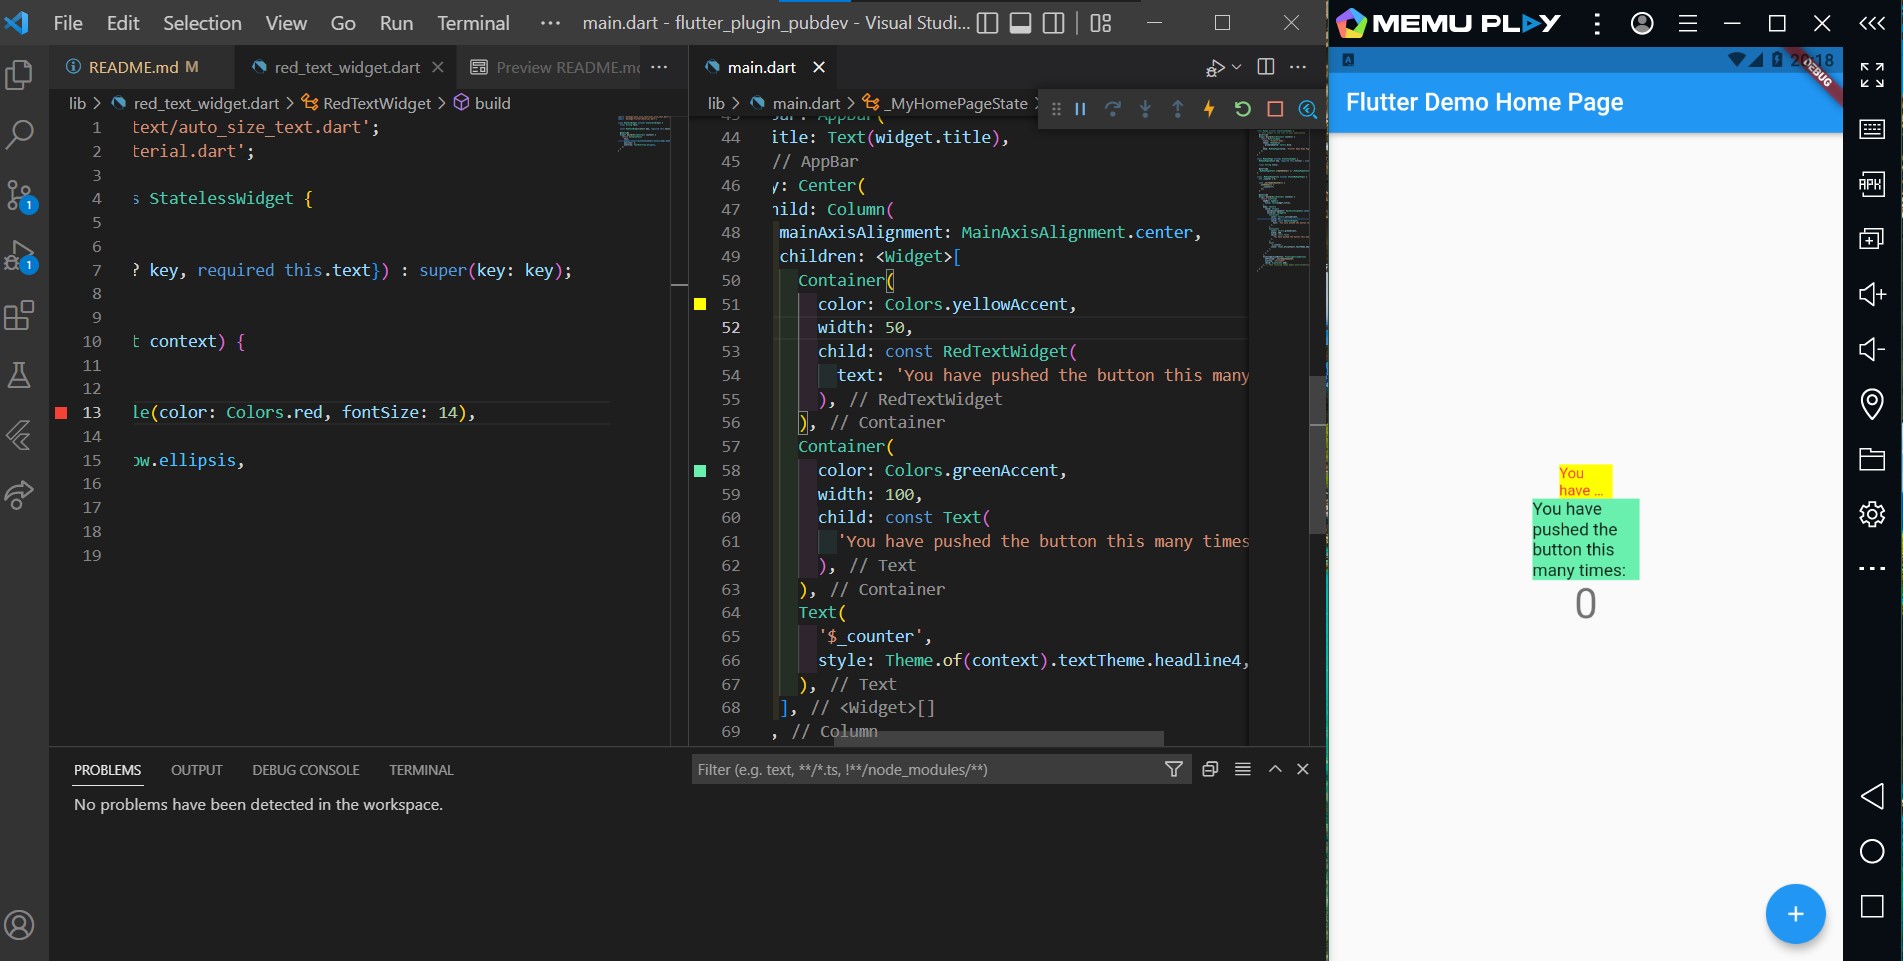 File Edit Selection View Go Run Terminal ··· main.dart - flutter_plugin_pubdev - Visual Studi...
README.md M red_text_widget.dart Preview README.m ···
lib > red_text_widget.dart > RedTextWidget > build
1 text/auto_size_text.dart';
2 terial.dart';
3
4 s StatelessWidget {
5
6
7 ? key, required this.text}) : super(key: key);
8
9
10 t context) {
11
12
13 le(color: Colors.red, fontSize: 14),
14
15 ow.ellipsis,
16
17
18
19
1
1
main.dart
lib > main.dart > _MyHomePageState >
43 bar: AppBar(
44 itle: Text(widget.title),
45 // AppBar
46 y: Center(
47 hild: Column(
48 mainAxisAlignment: MainAxisAlignment.center,
49 children: <Widget>[
50 Container(
51 color: Colors.yellowAccent,
52 width: 50,
53 child: const RedTextWidget(
54 text: 'You have pushed the button this many
55 ), // RedTextWidget
56 ), // Container
57 Container(
58 color: Colors.greenAccent,
59 width: 100,
60 child: const Text(
61 'You have pushed the button this many times
62 ), // Text
63 ), // Container
64 Text(
65 '$_counter',
66 style: Theme.of(context).textTheme.headline4,
67 ), // Text
68 ], // <Widget>[]
69 , // Column
PROBLEMS OUTPUT DEBUG CONSOLE TERMINAL
Filter (e.g. text, **/*.ts, !**/node_modules/**)
No problems have been detected in the workspace.
MEMU PLAY
A 20:18
DEBUG
Flutter Demo Home Page
APK
You
have ...
You have
pushed the
button this
many times:
0
+